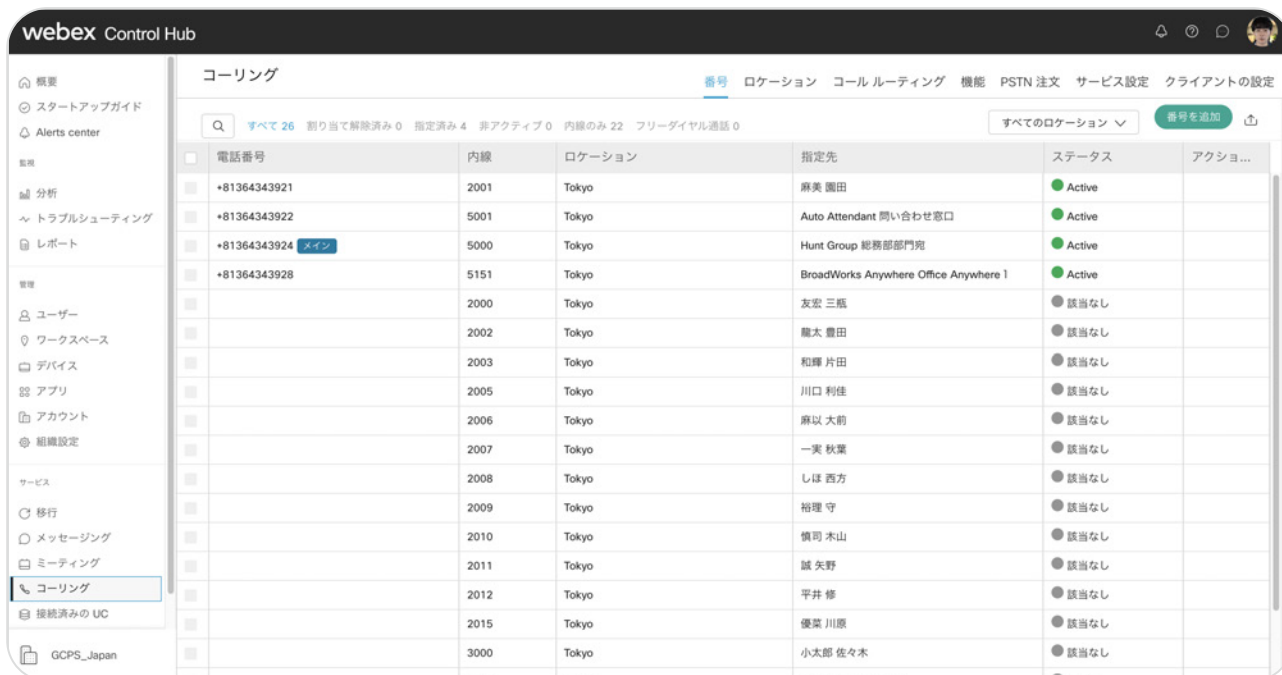 webex Control Hub
概要
スタートアップガイド
Alerts center
監視
分析
トラブルシューティング
レポート
管理
ユーザー
ワークスペース
デバイス
アプリ
アカウント
組織設定
サービス
移行
メッセージング
ミーティング
コーリング
接続済みの UC
GCPS_Japan
コーリング
番号 ロケーション コール ルーティング 機能 PSTN 注文 サービス設定 クライアントの設定
すべて 26 割り当て解除済み 0 指定済み 4 非アクティブ 0 内線のみ 22 フリーダイヤル通話 0 すべてのロケーション 番号を追加
電話番号 内線 ロケーション 指定先 ステータス アクショ...
+81364343921 2001 Tokyo 麻美 園田 Active
+81364343922 5001 Tokyo Auto Attendant 問い合わせ窓口 Active
+81364343924 メイン 5000 Tokyo Hunt Group 総務部部門宛 Active
+81364343928 5151 Tokyo BroadWorks Anywhere Office Anywhere 1 Active
2000 Tokyo 友宏 三瓶 該当なし
2002 Tokyo 龍太 豊田 該当なし
2003 Tokyo 和輝 片田 該当なし
2005 Tokyo 川口 利佳 該当なし
2006 Tokyo 麻以 大前 該当なし
2007 Tokyo 一実 秋葉 該当なし
2008 Tokyo しほ 西方 該当なし
2009 Tokyo 裕理 守 該当なし
2010 Tokyo 慎司 木山 該当なし
2011 Tokyo 誠 矢野 該当なし
2012 Tokyo 平井 修 該当なし
2015 Tokyo 優菜 川原 該当なし
3000 Tokyo 小太郎 佐々木 該当なし